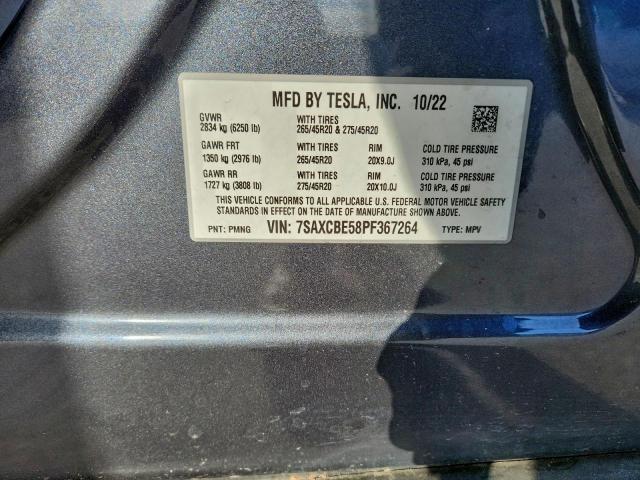 MFD BY TESLA, INC. 10/22
GVWR WITH TIRES
2834 kg (6250 lb) 265/45R20 & 275/45R20
GAWR FRT WITH TIRES RIM COLD TIRE PRESSURE
1350 kg (2976 lb) 265/45R20 20X9.0J 310 kPa, 45 psi
GAWR RR WITH TIRES RIM COLD TIRE PRESSURE
1727 kg (3808 lb) 275/45R20 20X10.0J 310 kPa, 45 psi
THIS VEHICLE CONFORMS TO ALL APPLICABLE U.S. FEDERAL MOTOR VEHICLE SAFETY
STANDARDS IN EFFECT ON THE DATE OF MANUFACTURE SHOWN ABOVE.
PNT: PMNG VIN: 7SAXCBE58PF367264 TYPE: MPV